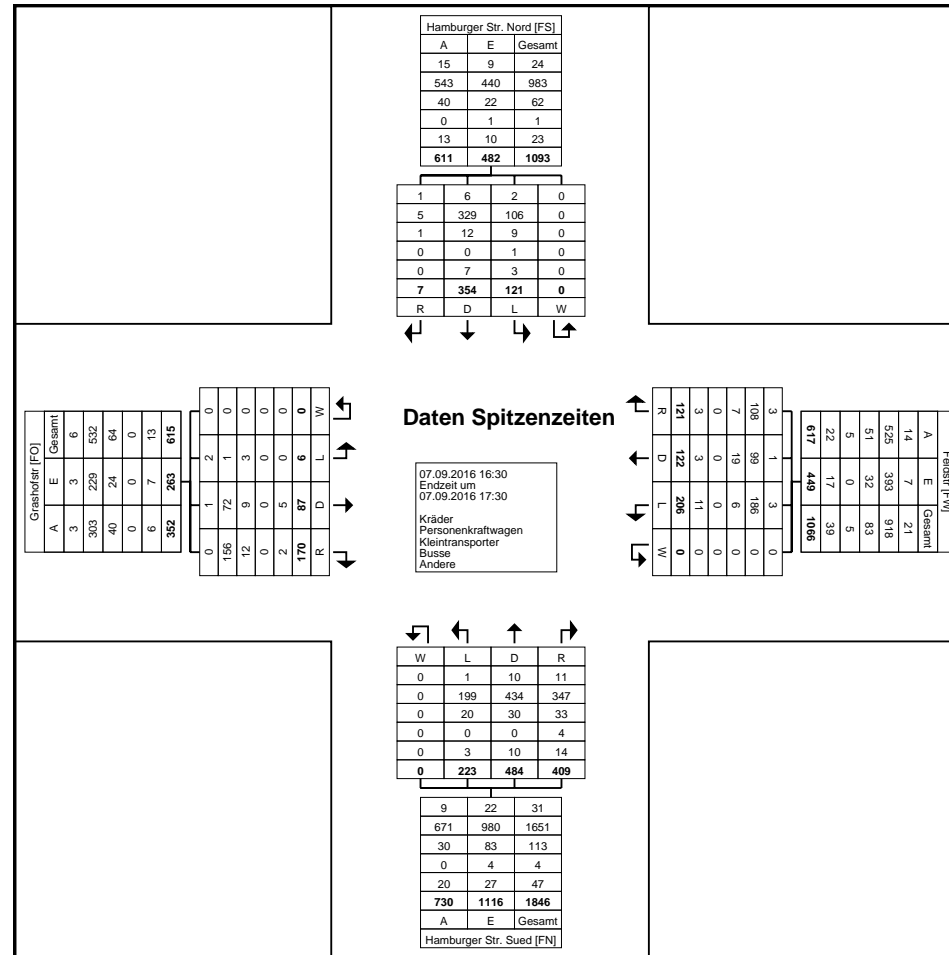 Hamburger Str. Nord [FS]
A E Gesamt
15 9 24
543 440 983
40 22 62
0 1 1
13 10 23
611 482 1093
1 6 2 0
5 329 106 0
1 12 9 0
0 0 1 0
0 7 3 0
7 354 121 0
R D L W
Grashofstr [FO]
A E Gesamt
3 3 6
303 229 532
40 24 64
0 0 0
6 7 13
352 263 615
0 1 2 0
156 72 1 0
12 9 3 0
0 0 0 0
2 5 0 0
170 87 6 0
R D L W
Daten Spitzenzeiten
07.09.2016 16:30
Endzeit um
07.09.2016 17:30
Kräder
Personenkraftwagen
Kleintransporter
Busse
Andere
Feldstr [FW]
A E Gesamt
14 7 21
525 393 918
51 32 83
5 0 5
22 17 39
617 449 1066
3 1 3 0
108 99 186 0
7 19 6 0
0 0 0 0
3 3 11 0
121 122 206 0
R D L W
W L D R
0 1 10 11
0 199 434 347
0 20 30 33
0 0 0 4
0 3 10 14
0 223 484 409
9 22 31
671 980 1651
30 83 113
0 4 4
20 27 47
730 1116 1846
A E Gesamt
Hamburger Str. Sued [FN]